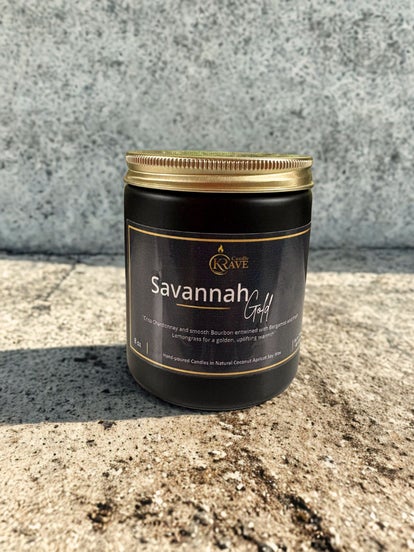 Candle
KRAVE
Savannah
Gold
"Crisp Chardonnay and smooth Bourbon entwined with Bergamot and
Lemongrass for a golden, uplifting warmth"
8 oz
Hand-poured Candles in Natural Coconut Apricot Soy Wax